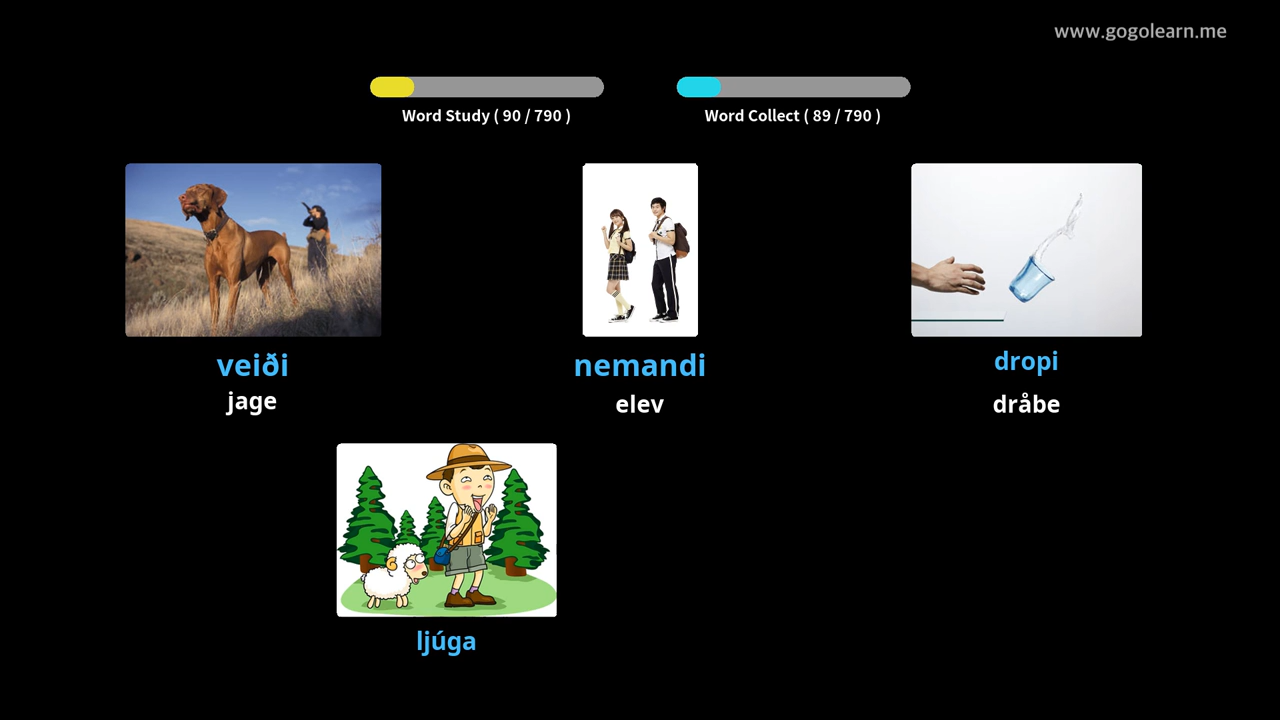 www.gogolearn.me
Word Study ( 90 / 790 )
Word Collect ( 89 / 790 )
veiði
jage
nemandi
elev
dropi
dråbe
ljúga